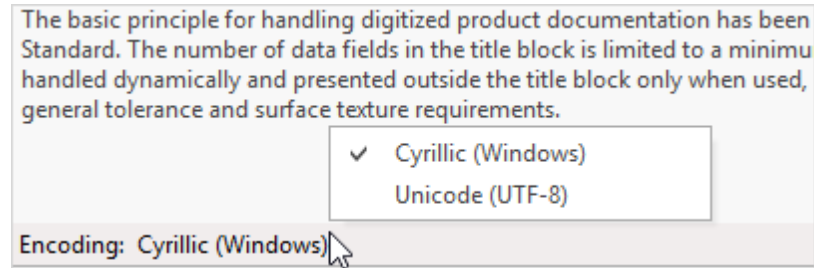 The basic principle for handling digitized product documentation has been
Standard. The number of data fields in the title block is limited to a minimu
handled dynamically and presented outside the title block only when used,
general tolerance and surface texture requirements.
Cyrillic (Windows)
Unicode (UTF-8)
Encoding: Cyrillic (Windows)